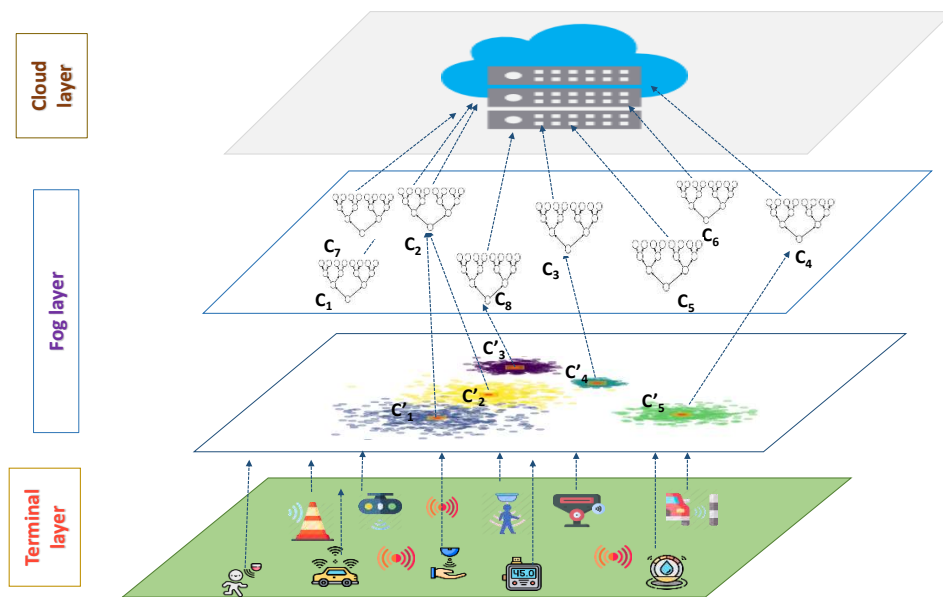 Cloud
layer
Fog layer
Terminal
layer
C7
C2
C1
C8
C3
C5
C6
C4
C'3
C'4
C'2
C'1
C'5
45.0